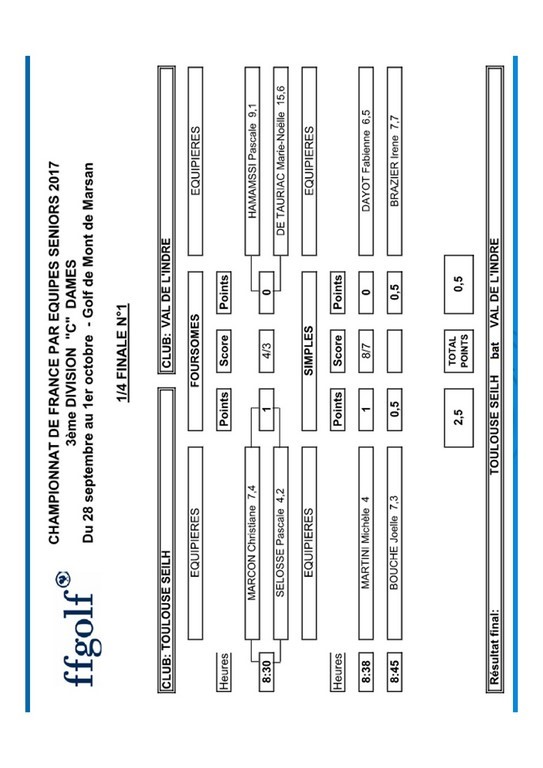 ffgolf
CHAMPIONNAT DE FRANCE PAR EQUIPES SENIORS 2017
3ème DIVISION "C" DAMES
Du 28 septembre au 1er octobre - Golf de Mont de Marsan
1/4 FINALE N°1
CLUB: TOULOUSE SEILH CLUB: VAL DE L'INDRE
EQUIPIERES FOURSOMES EQUIPIERES
Heures Points Score Points
MARCON Christiane 7,4 HAMAMSSI Pascale 9,1
8:30 1 4/3 0
SELOSSE Pascale 4,2 DE TAURIAC Marie-Noëlle 15,6
EQUIPIERES SIMPLES EQUIPIERES
Heures Points Score Points
8:38 MARTINI Michèle 4 1 8/7 0 DAYOT Fabienne 6,5
8:45 BOUCHE Joelle 7,3 0,5 0,5 BRAZIER Irene 7,7
2,5 TOTAL POINTS 0,5
Résultat final: TOULOUSE SEILH bat VAL DE L'INDRE